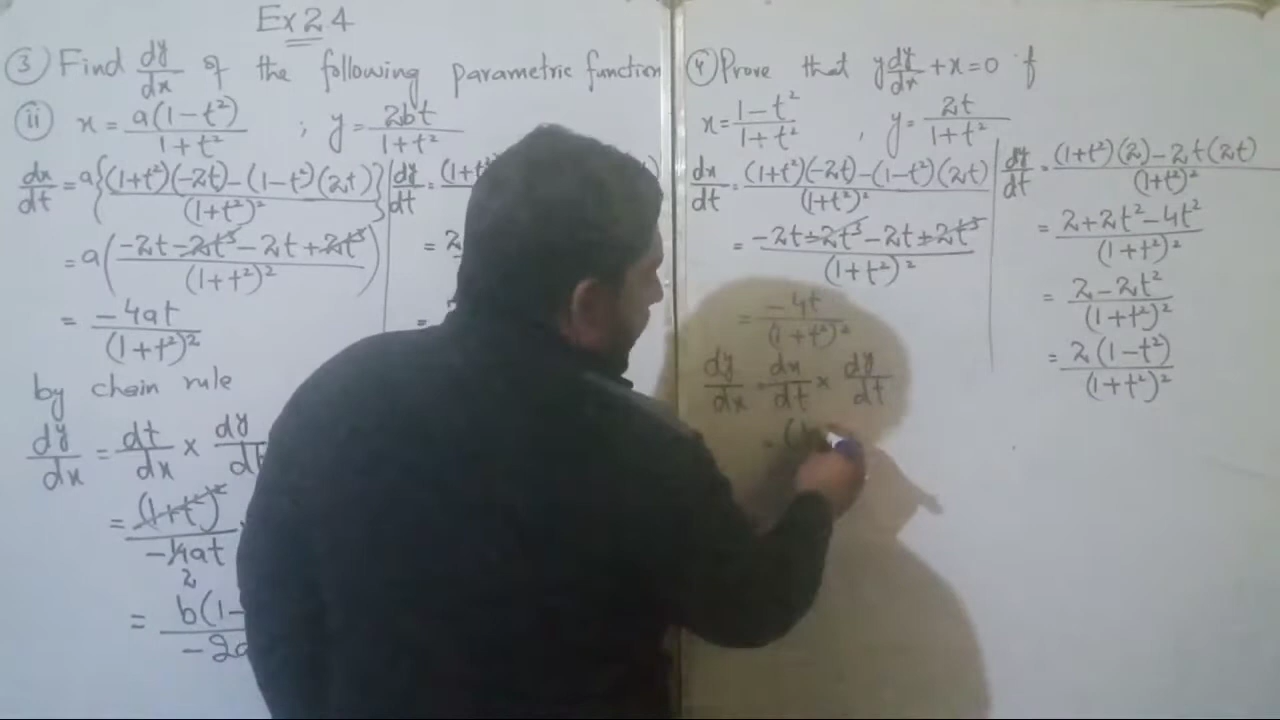 Ex 2 4
③ Find dy/dx of the following parametric function
ii x = a(1-t²)/1+t² ; y = 2bt/1+t²
dx/dt = a{(1+t²)(-2t)-(1-t²)(2t)/(1+t²)²}
= a(-2t-2t³-2t+2t³/(1+t²)²)
= -4at/(1+t²)²
by chain rule
dy/dx = dt/dx × dy/dt
= (1+t²)²/-4at
2
= b(1-/-2a
dy/dt = (1+t²
= 2
=
④ Prove that y dy/dx + x = 0 if
x = 1-t²/1+t² , y = 2t/1+t²
dx/dt = (1+t²)(-2t)-(1-t²)(2t)/(1+t²)²
= -2t-2t³-2t+2t³/(1+t²)²
= -4t/(1+t²)²
dy/dx = dx/dt × dy/dt
= (
dy/dt = (1+t²)(2)-2t(2t)/(1+t²)²
= 2+2t²-4t²/(1+t²)²
= 2-2t²/(1+t²)²
= 2(1-t²)/(1+t²)²